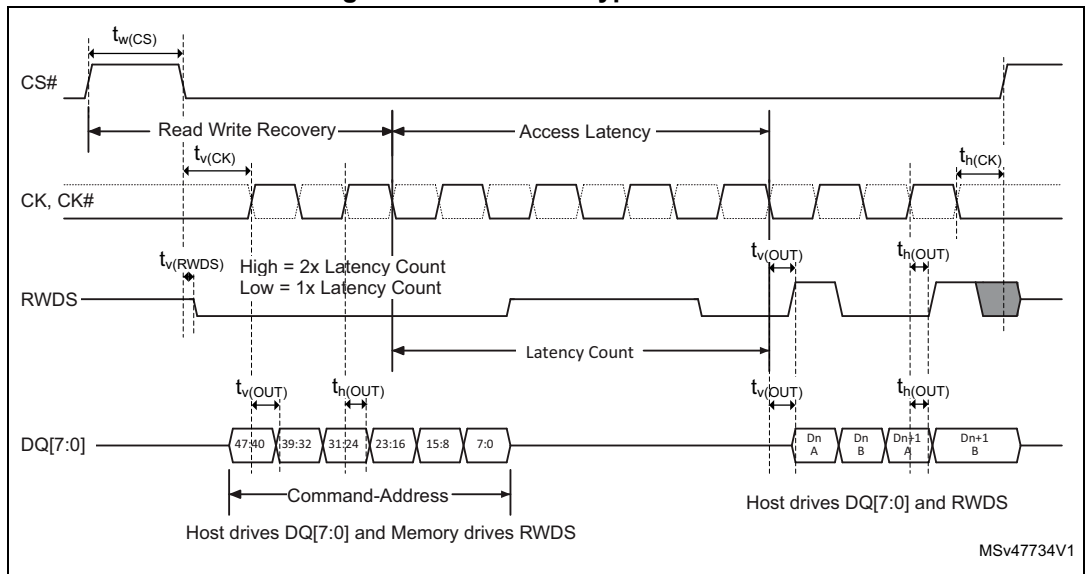 tw(CS)
CS#
Read Write Recovery
Access Latency
tv(CK)
th(CK)
CK, CK#
tv(RWDS)
High = 2x Latency Count
Low = 1x Latency Count
tv(OUT)
th(OUT)
RWDS
Latency Count
tv(OUT)
th(OUT)
tv(OUT)
th(OUT)
DQ[7:0]
47:40
39:32
31:24
23:16
15:8
7:0
Dn
A
Dn
B
Dn+1
A
Dn+1
B
Command-Address
Host drives DQ[7:0] and RWDS
Host drives DQ[7:0] and Memory drives RWDS
MSv47734V1